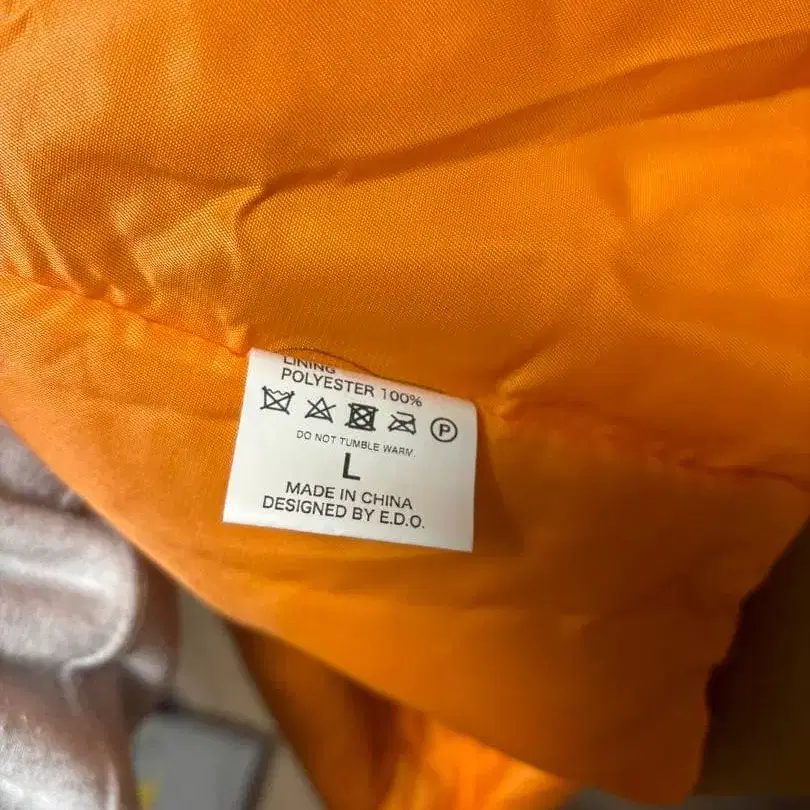 LINING
POLYESTER 100%
P
DO NOT TUMBLE WARM.
L
MADE IN CHINA
DESIGNED BY E.D.O.